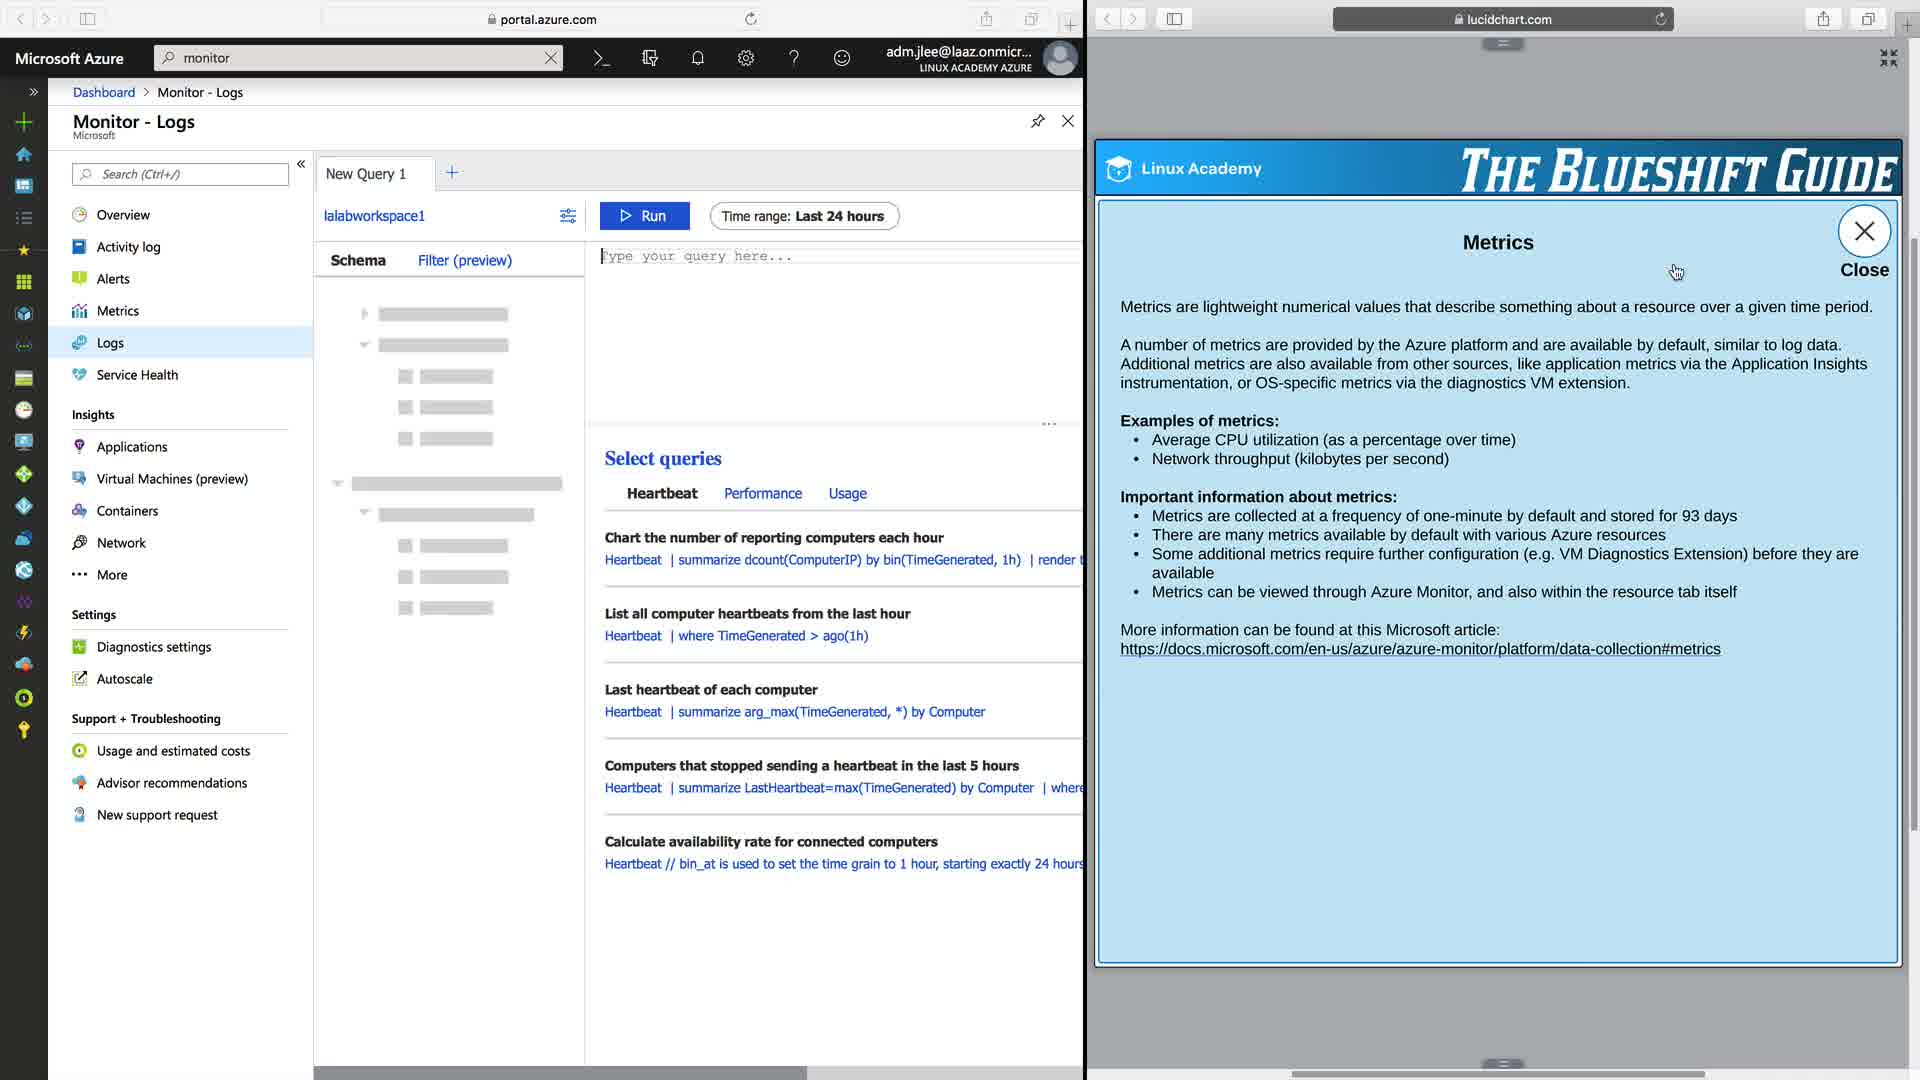 portal.azure.com
lucidchart.com
Microsoft Azure
monitor
adm.jlee@laaz.onmicr...
LINUX ACADEMY AZURE
Dashboard > Monitor - Logs
Monitor - Logs
Microsoft
Search (Ctrl+/)
Overview
Activity log
Alerts
Metrics
Logs
Service Health
Insights
Applications
Virtual Machines (preview)
Containers
Network
More
Settings
Diagnostics settings
Autoscale
Support + Troubleshooting
Usage and estimated costs
Advisor recommendations
New support request
New Query 1
lalabworkspace1
Run
Time range: Last 24 hours
Schema
Filter (preview)
Type your query here...
Select queries
Heartbeat
Performance
Usage
Chart the number of reporting computers each hour
Heartbeat | summarize dcount(ComputerIP) by bin(TimeGenerated, 1h) | render t
List all computer heartbeats from the last hour
Heartbeat | where TimeGenerated > ago(1h)
Last heartbeat of each computer
Heartbeat | summarize arg_max(TimeGenerated, *) by Computer
Computers that stopped sending a heartbeat in the last 5 hours
Heartbeat | summarize LastHeartbeat=max(TimeGenerated) by Computer | where
Calculate availability rate for connected computers
Heartbeat // bin_at is used to set the time grain to 1 hour, starting exactly 24 hours
Linux Academy
THE BLUESHIFT GUIDE
Metrics
Close
Metrics are lightweight numerical values that describe something about a resource over a given time period.
A number of metrics are provided by the Azure platform and are available by default, similar to log data.
Additional metrics are also available from other sources, like application metrics via the Application Insights
instrumentation, or OS-specific metrics via the diagnostics VM extension.
Examples of metrics:
• Average CPU utilization (as a percentage over time)
• Network throughput (kilobytes per second)
Important information about metrics:
• Metrics are collected at a frequency of one-minute by default and stored for 93 days
• There are many metrics available by default with various Azure resources
• Some additional metrics require further configuration (e.g. VM Diagnostics Extension) before they are
available
• Metrics can be viewed through Azure Monitor, and also within the resource tab itself
More information can be found at this Microsoft article:
https://docs.microsoft.com/en-us/azure/azure-monitor/platform/data-collection#metrics